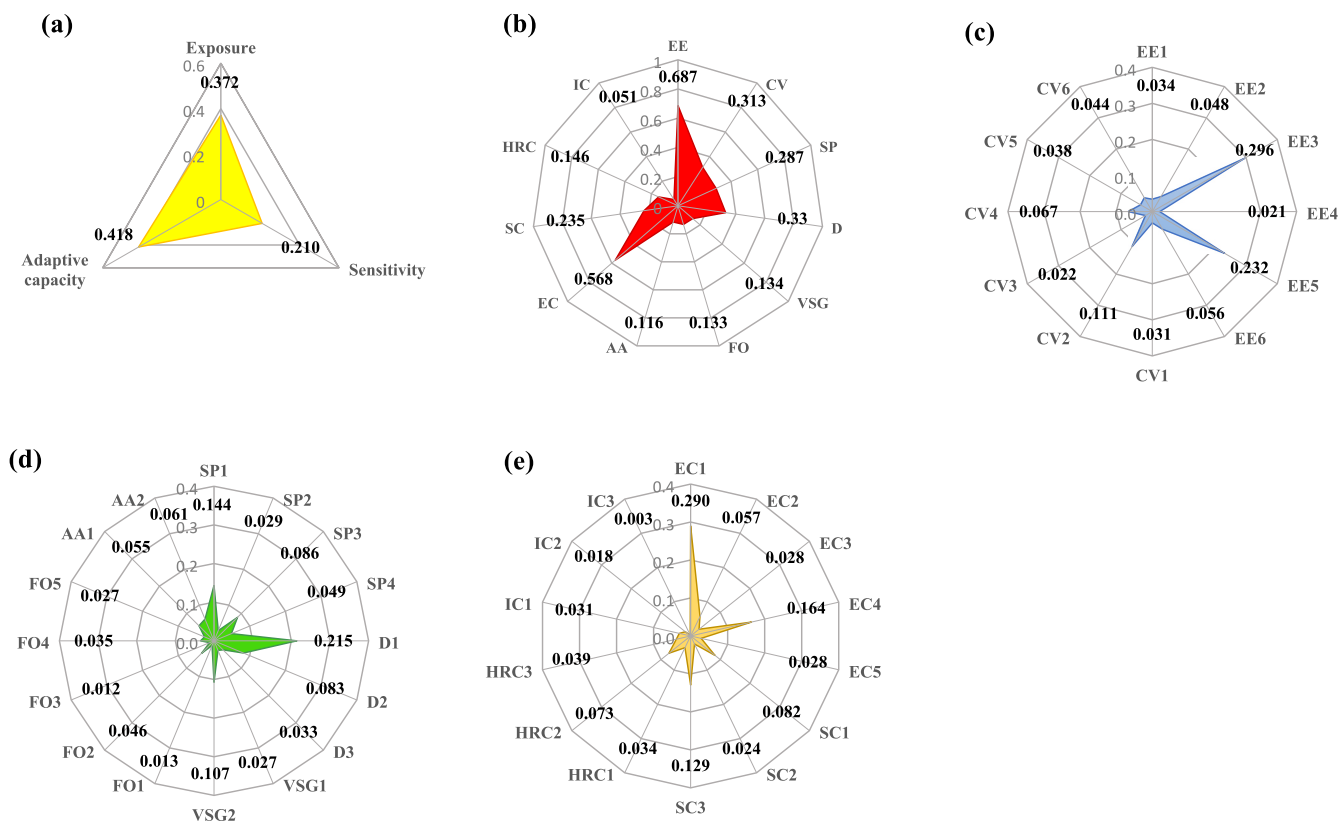 (a)
Exposure
0.6
0.372
0.4
0.2
0
0.418
0.210
Adaptive
capacity
Sensitivity
(b)
EE
1
0.687
IC
CV
0.051
0.8
0.313
0.6
HRC
SP
0.146
0.287
0.4
0.2
0
SC
0.235
0.33
D
EC
0.568
0.134
VSG
0.116
0.133
AA
FO
(c)
EE1
0.4
0.034
CV6
EE2
0.044
0.048
0.3
CV5
EE3
0.038
0.296
0.2
0.1
CV4
0.067
0.0
0.021
EE4
0.022
0.232
CV3
EE5
0.111
0.056
0.031
CV2
EE6
CV1
(d)
SP1
0.4
0.144
AA2
SP2
0.061
0.029
0.3
AA1
SP3
0.055
0.086
0.2
FO5
SP4
0.027
0.049
0.1
FO4
0.035
0.0
0.215
D1
0.012
0.083
FO3
D2
0.046
0.033
FO2
D3
0.013
0.107
0.027
FO1
VSG1
VSG2
(e)
EC1
0.4
0.290
IC3
EC2
0.003
0.057
0.3
IC2
EC3
0.018
0.028
0.2
IC1
EC4
0.031
0.164
0.1
0.0
0.039
0.028
HRC3
EC5
0.073
0.082
HRC2
SC1
0.034
0.024
0.129
HRC1
SC2
SC3